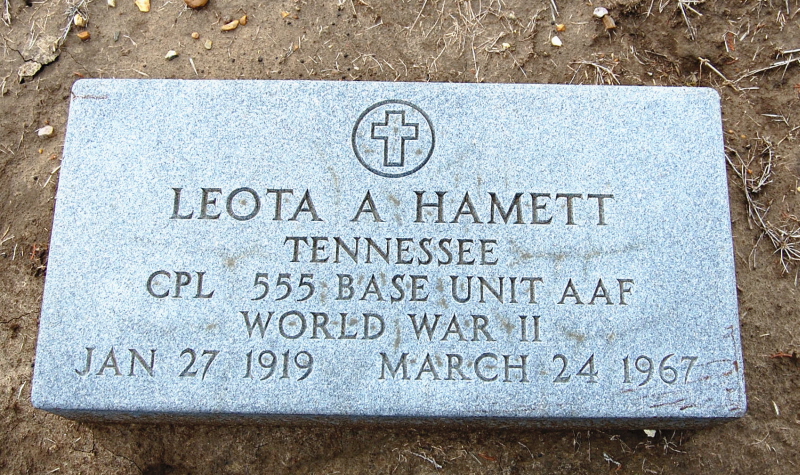 LEOTA A HAMETT
TENNESSEE
CPL 555 BASE UNIT AAF
WORLD WAR II
JAN 27 1919 MARCH 24 1967